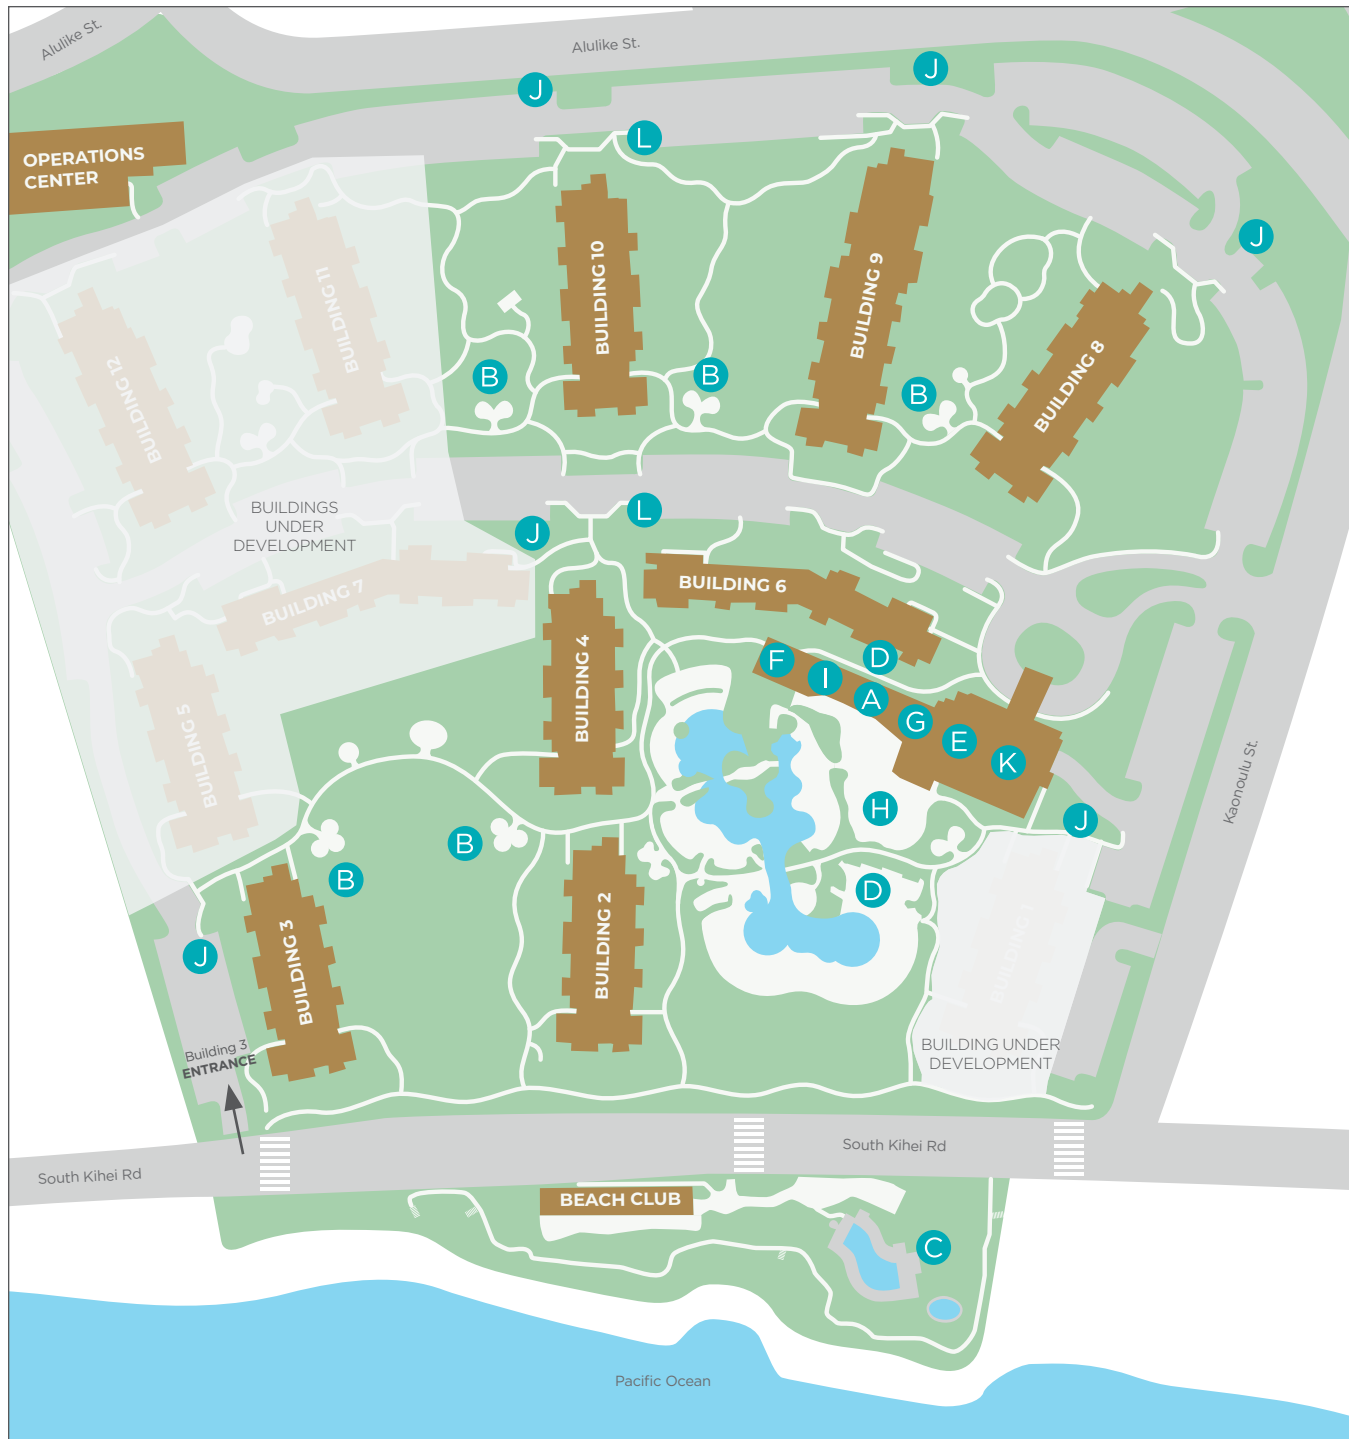 Alulike St.
Alulike St.
J
J
L
OPERATIONS
CENTER
J
BUILDING 11
BUILDING 10
BUILDING 9
BUILDING 12
BUILDING 8
B
B
B
BUILDINGS
UNDER
DEVELOPMENT
L
J
BUILDING 7
BUILDING 6
BUILDING 4
D
F
I
A
G
E
K
BUILDING 5
Kaonoulu St.
H
J
B
B
D
BUILDING 3
BUILDING 2
BUILDING 1
J
Building 3
ENTRANCE
BUILDING UNDER
DEVELOPMENT
South Kihei Rd
South Kihei Rd
BEACH CLUB
C
Pacific Ocean